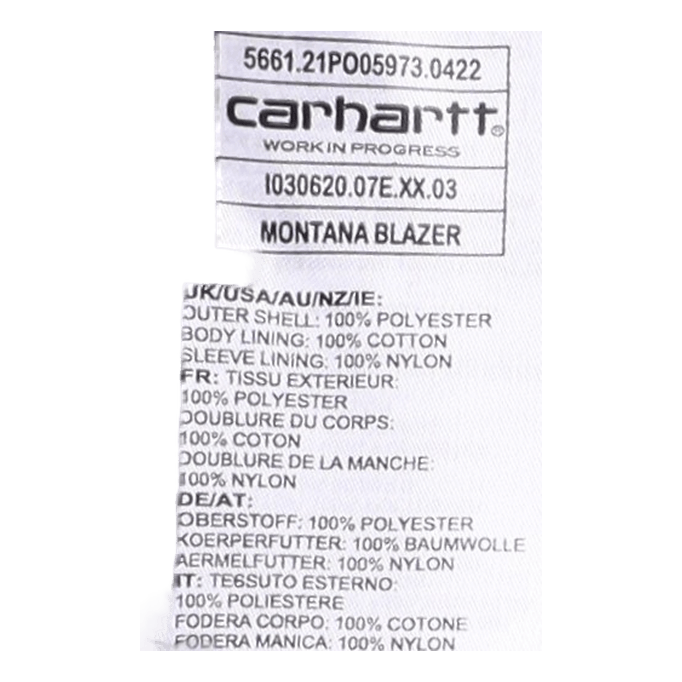 5661.21PO05973.0422
carhartt®
WORK IN PROGRESS
I030620.07E.XX.03
MONTANA BLAZER
UK/USA/AU/NZ/IE:
OUTER SHELL: 100% POLYESTER
BODY LINING: 100% COTTON
SLEEVE LINING: 100% NYLON
FR: TISSU EXTERIEUR:
100% POLYESTER
DOUBLURE DU CORPS:
100% COTON
DOUBLURE DE LA MANCHE:
100% NYLON
DE/AT:
OBERSTOFF: 100% POLYESTER
KOERPERFUTTER: 100% BAUMWOLLE
AERMELFUTTER: 100% NYLON
IT: TE6SUTO ESTERNO:
100% POLIESTERE
FODERA CORPO: 100% COTONE
FODERA MANICA: 100% NYLON